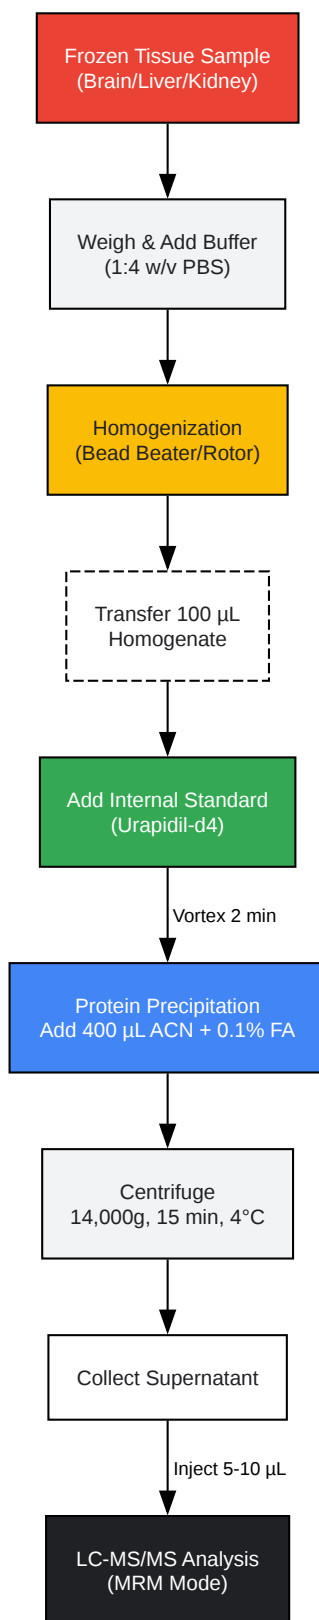 Frozen Tissue Sample
(Brain/Liver/Kidney)
Weigh & Add Buffer
(1:4 w/v PBS)
Homogenization
(Bead Beater/Rotor)
Transfer 100 µL
Homogenate
Add Internal Standard
(Urapidil-d4)
Vortex 2 min
Protein Precipitation
Add 400 µL ACN + 0.1% FA
Centrifuge
14,000g, 15 min, 4°C
Collect Supernatant
Inject 5-10 µL
LC-MS/MS Analysis
(MRM Mode)